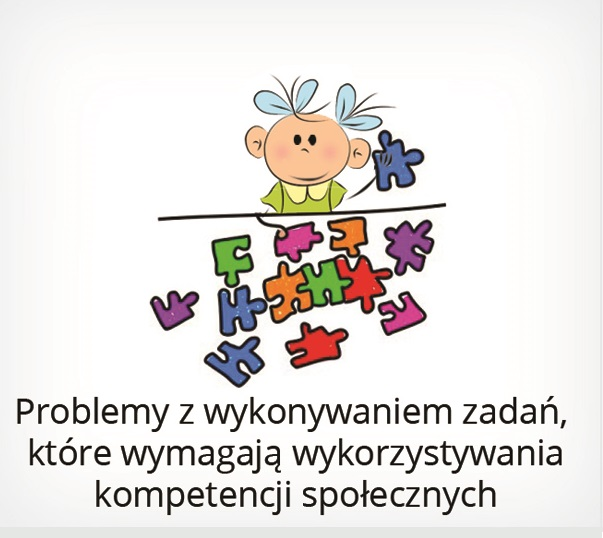 Problemy z wykonywaniem zadań,
które wymagają wykorzystywania
kompetencji społecznych